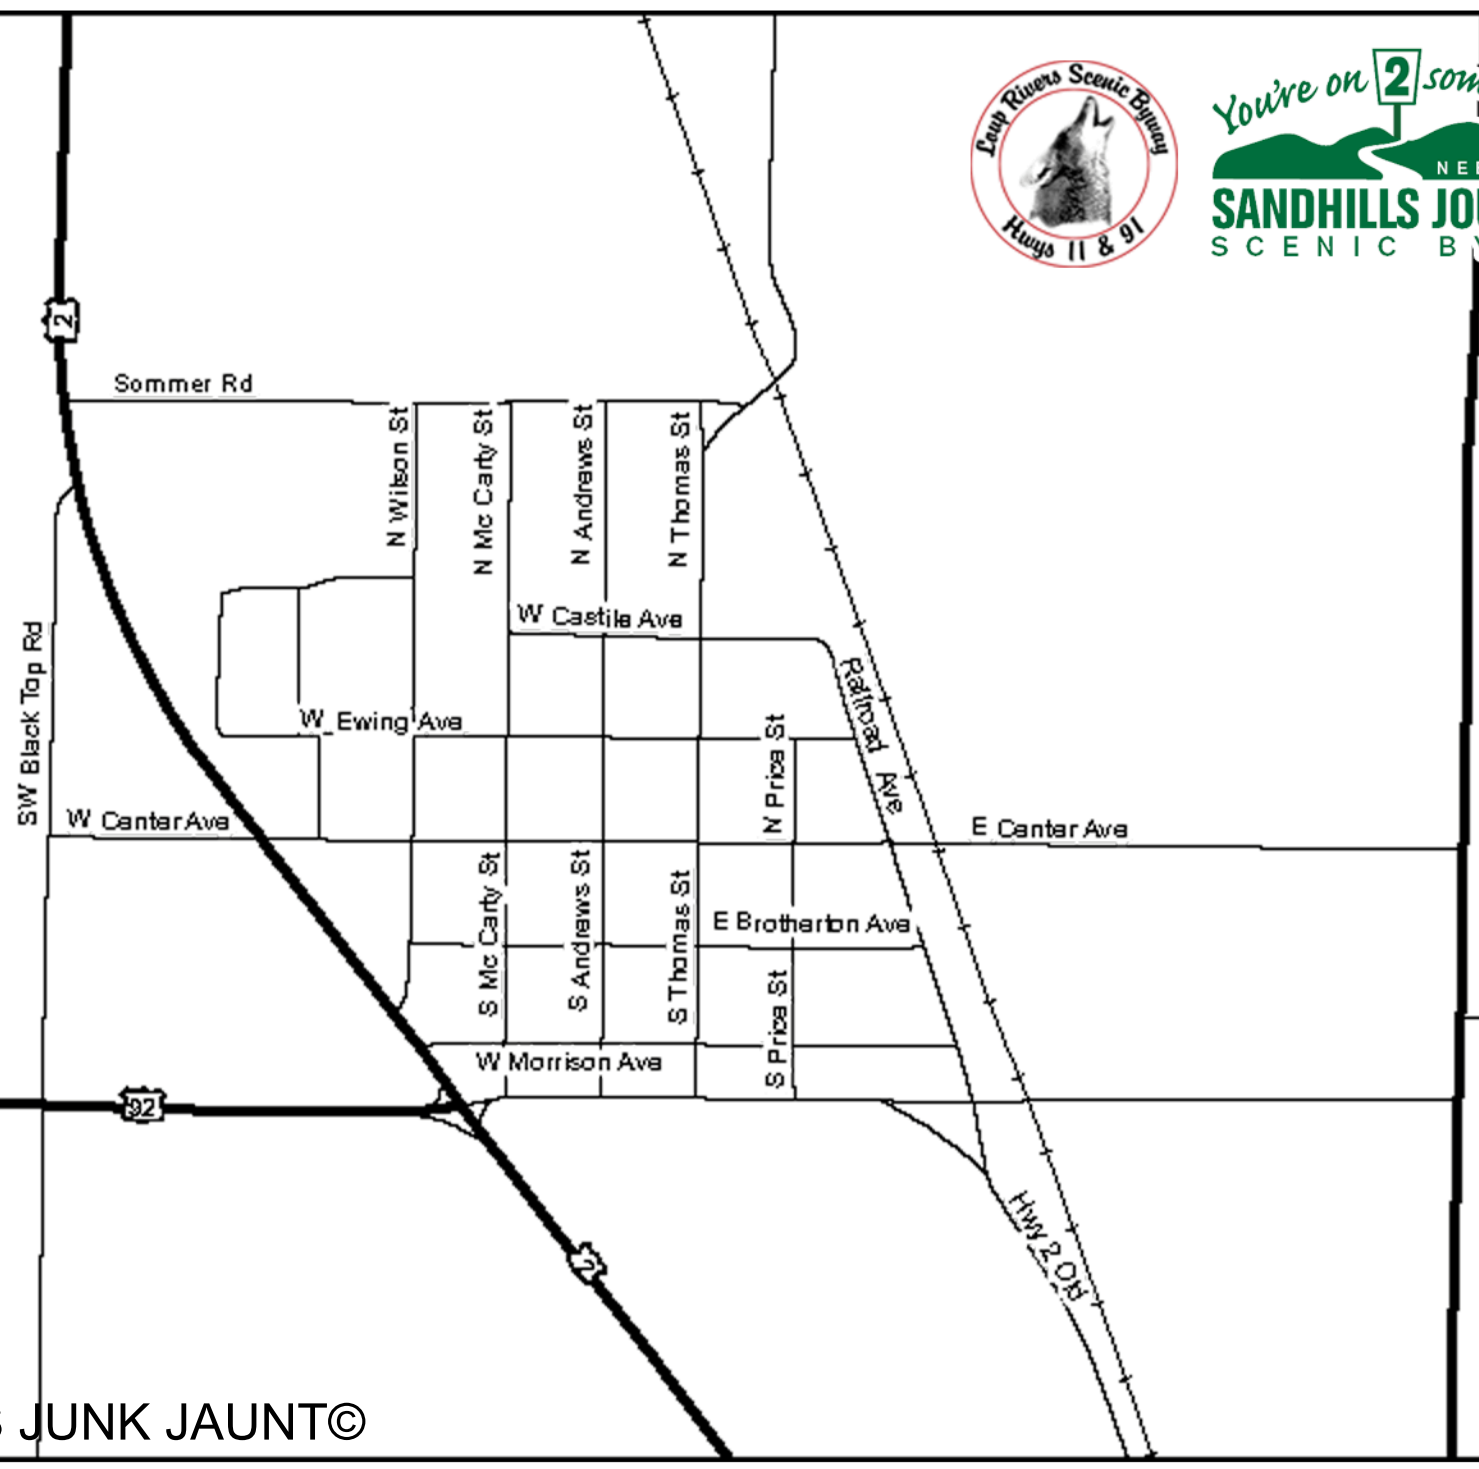 Loup Rivers Scenic Byway
Hwys 11 & 91
You're on 2 som
NE
SANDHILLS JO
SCENIC B
2
Sommer Rd
N Wilson St
N Mc Carty St
N Andrews St
N Thomas St
W Castile Ave
SW Black Top Rd
Railroad Ave
W Ewing Ave
N Price St
W Center Ave
E Center Ave
S Mc Carty St
S Andrews St
S Thomas St
E Brotherton Ave
S Price St
W Morrison Ave
92
Hwy 2 Old
2
S JUNK JAUNT©